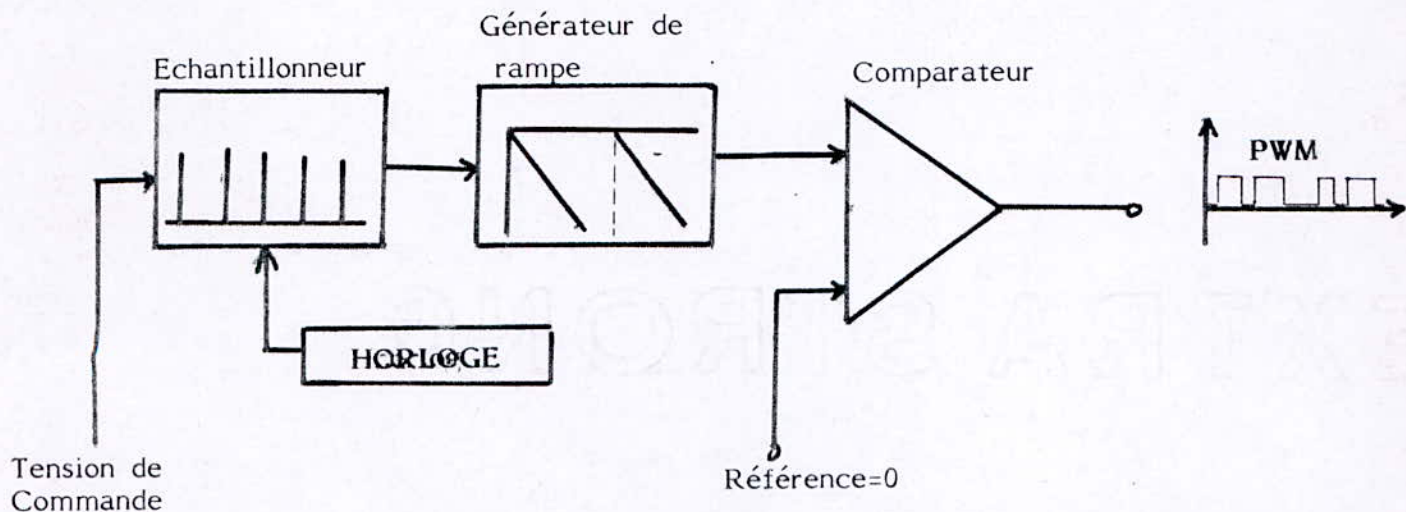 Générateur de
rampe
Echantillonneur
Comparateur
PWM
HORLOGE
Tension de
Commande
Référence=0